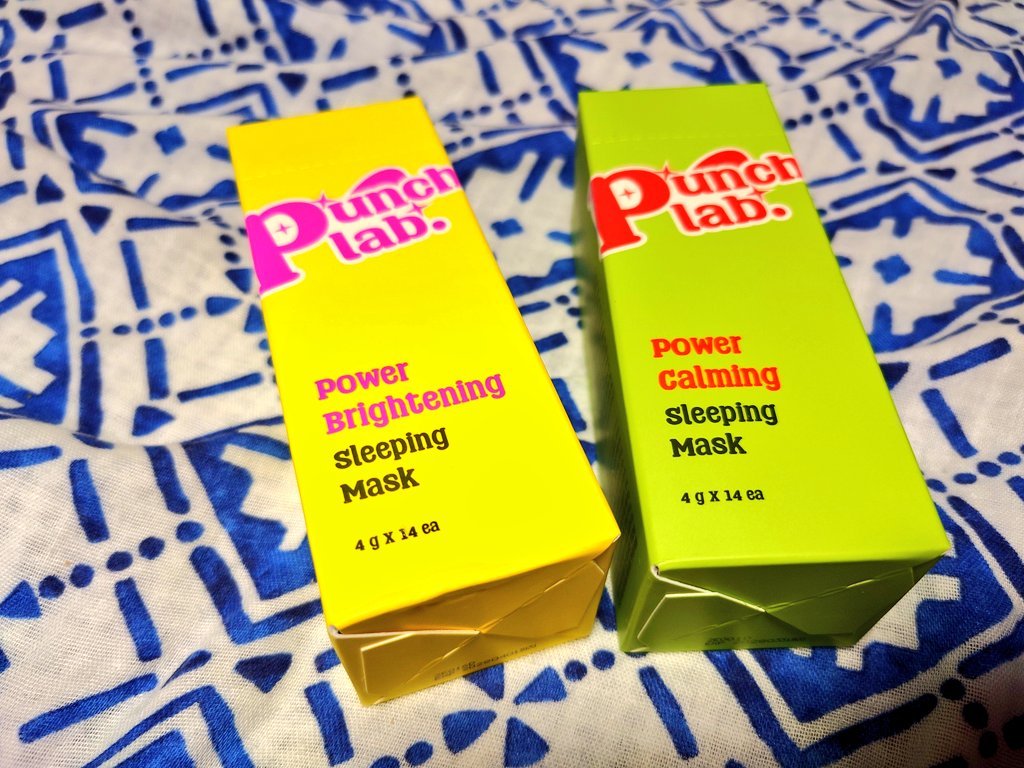 Punch
lab.
Power
Brightening
Sleeping
Mask
4 g X 14 ea
Punch
lab.
Power
Calming
Sleeping
Mask
4 g X 14 ea